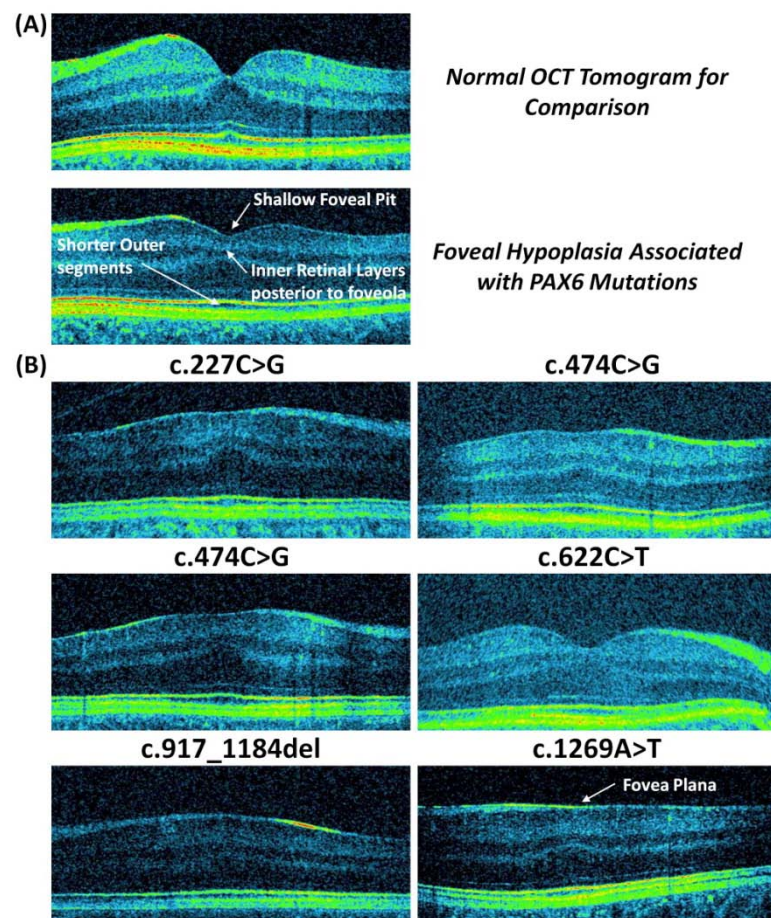 (A)
Normal OCT Tomogram for
Comparison
Shallow Foveal Pit
Shorter Outer
segments
Inner Retinal Layers
posterior to foveola
Foveal Hypoplasia Associated
with PAX6 Mutations
(B)
c.227C>G
c.474C>G
c.474C>G
c.622C>T
c.917_1184del
c.1269A>T
Fovea Plana